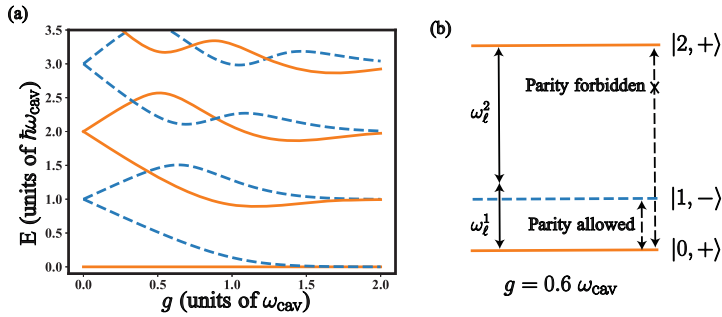 (a)
3.5
3.0
2.5
2.0
1.5
1.0
0.5
0.0
E (units of ħω_cav)
0.0 0.5 1.0 1.5 2.0
g (units of ω_cav)
(b)
|2, +⟩
Parity forbidden
ω_ℓ^2
|1, −⟩
ω_ℓ^1
Parity allowed
|0, +⟩
g = 0.6 ω_cav